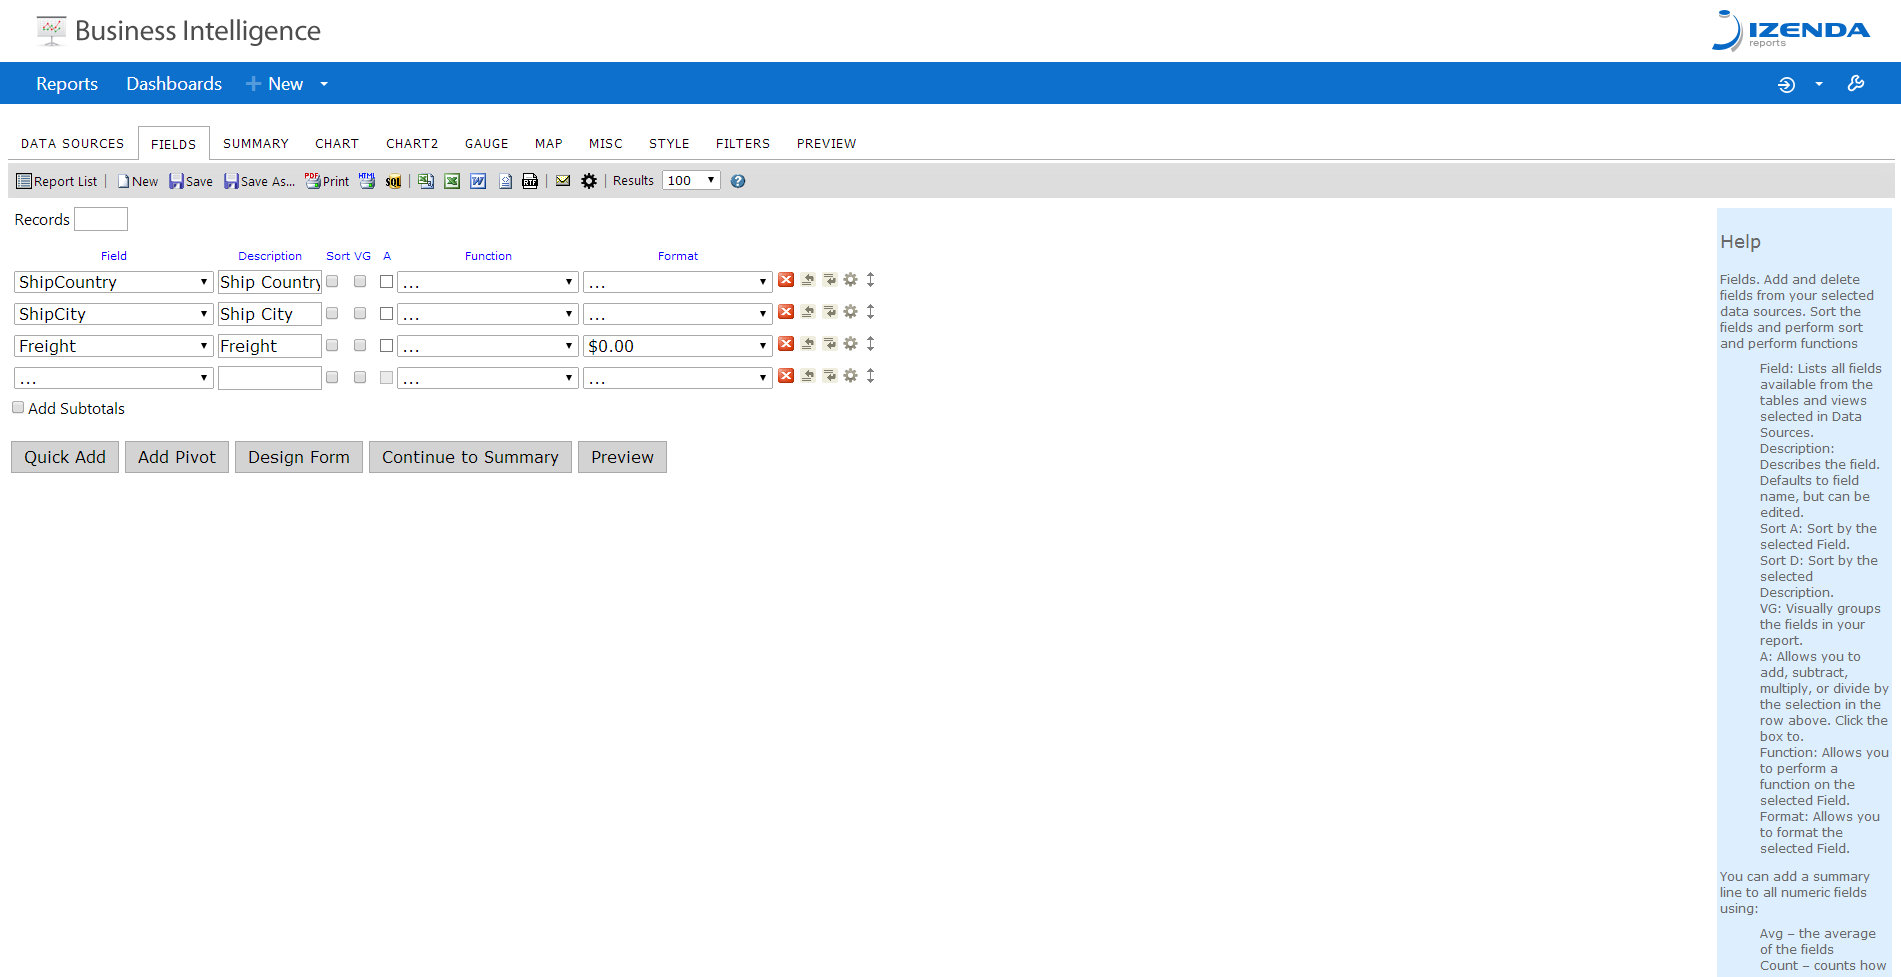 Business Intelligence
IZENDA
reports
Reports Dashboards New
DATA SOURCES FIELDS SUMMARY CHART CHART2 GAUGE MAP MISC STYLE FILTERS PREVIEW
Report List New Save Save As... PDF Print HTML SQL RTF Results 100
Records
Field Description Sort VG A Function Format
ShipCountry Ship Country ... ...
ShipCity Ship City ... ...
Freight Freight ... $0.00
... ... ...
Add Subtotals
Quick Add Add Pivot Design Form Continue to Summary Preview
Help
Fields. Add and delete
fields from your selected
data sources. Sort the
fields and perform sort
and perform functions
Field: Lists all fields
available from the
tables and views
selected in Data
Sources.
Description:
Describes the field.
Defaults to field
name, but can be
edited.
Sort A: Sort by the
selected Field.
Sort D: Sort by the
selected
Description.
VG: Visually groups
the fields in your
report.
A: Allows you to
add, subtract,
multiply, or divide by
the selection in the
row above. Click the
box to.
Function: Allows you
to perform a
function on the
selected Field.
Format: Allows you
to format the
selected Field.
You can add a summary
line to all numeric fields
using:
Avg – the average
of the fields
Count – counts how